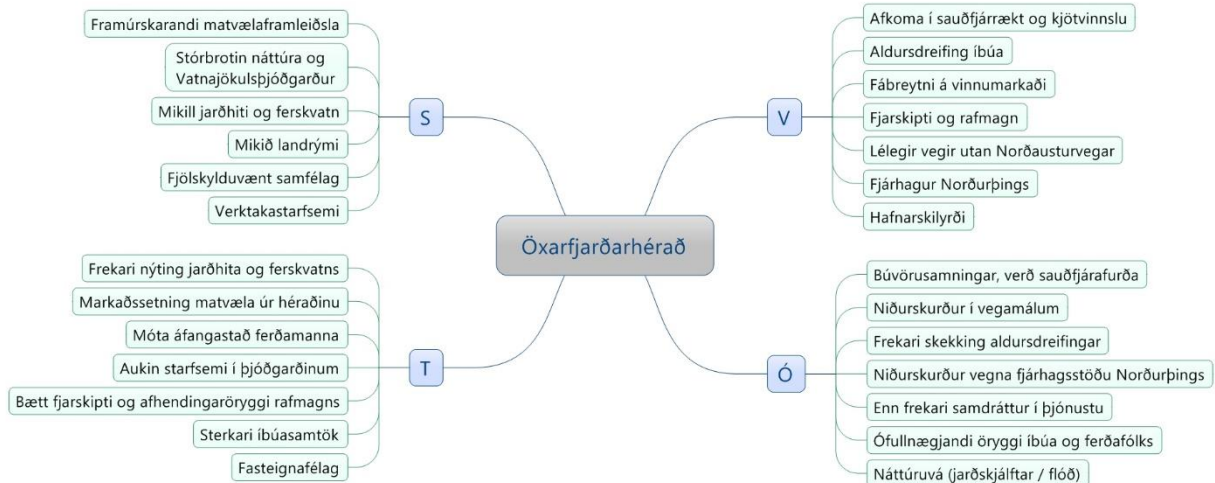 S
Framúrskarandi matvælaframleiðsla
Stórbrotin náttúra og
Vatnajökulsþjóðgarður
Mikill jarðhiti og ferskvatn
Mikið landrými
Fjölskylduvænt samfélag
Verktakastarfsemi
V
Afkoma í sauðfjárrækt og kjötvinnslu
Aldursdreifing íbúa
Fábreytni á vinnumarkaði
Fjarskipti og rafmagn
Lélegir vegir utan Norðausturvegar
Fjárhagur Norðurþings
Hafnarskilyrði
Öxarfjarðarhérað
T
Frekari nýting jarðhita og ferskvatns
Markaðssetning matvæla úr héraðinu
Móta áfangastað ferðamanna
Aukin starfsemi í þjóðgarðinum
Bætt fjarskipti og afhendingaröryggi rafmagns
Sterkari íbúasamtök
Fasteignafélag
Ó
Búvörusamningar, verð sauðfjárafurða
Niðurskurður í vegamálum
Frekari skekking aldursdreifingar
Niðurskurður vegna fjárhagsstöðu Norðurþings
Enn frekari samdráttur í þjónustu
Ófullnægjandi öryggi íbúa og ferðafólks
Náttúruvá (jarðskjálftar / flóð)